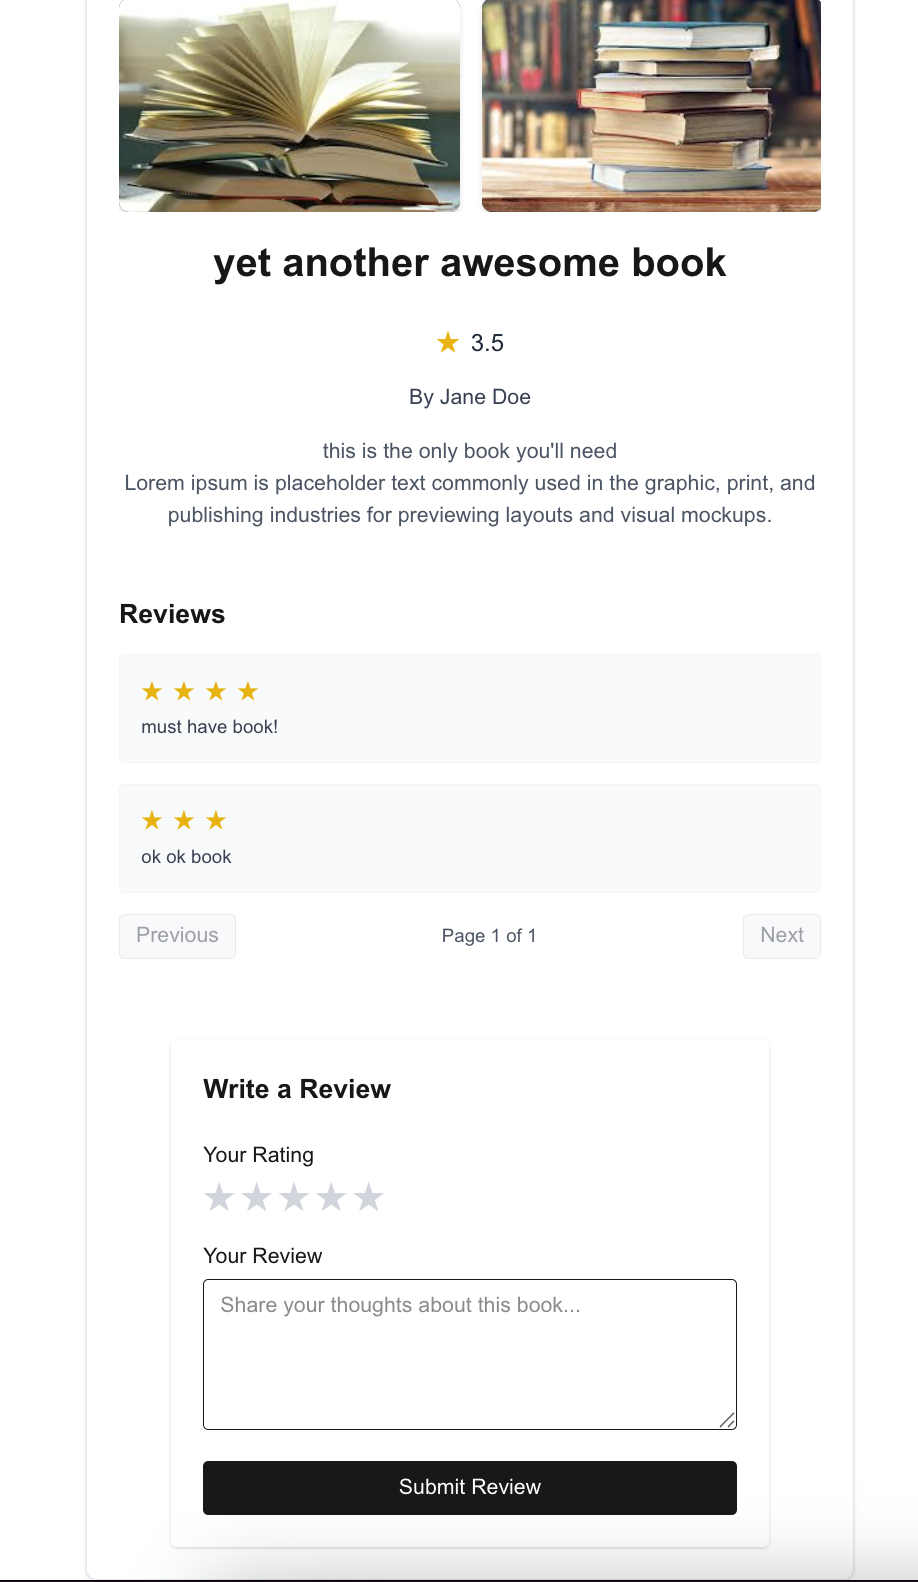 yet another awesome book
★ 3.5
By Jane Doe
this is the only book you'll need
Lorem ipsum is placeholder text commonly used in the graphic, print, and
publishing industries for previewing layouts and visual mockups.
Reviews
★ ★ ★ ★
must have book!
★ ★ ★
ok ok book
Previous
Page 1 of 1
Next
Write a Review
Your Rating
★★★★★
Your Review
Share your thoughts about this book...
Submit Review